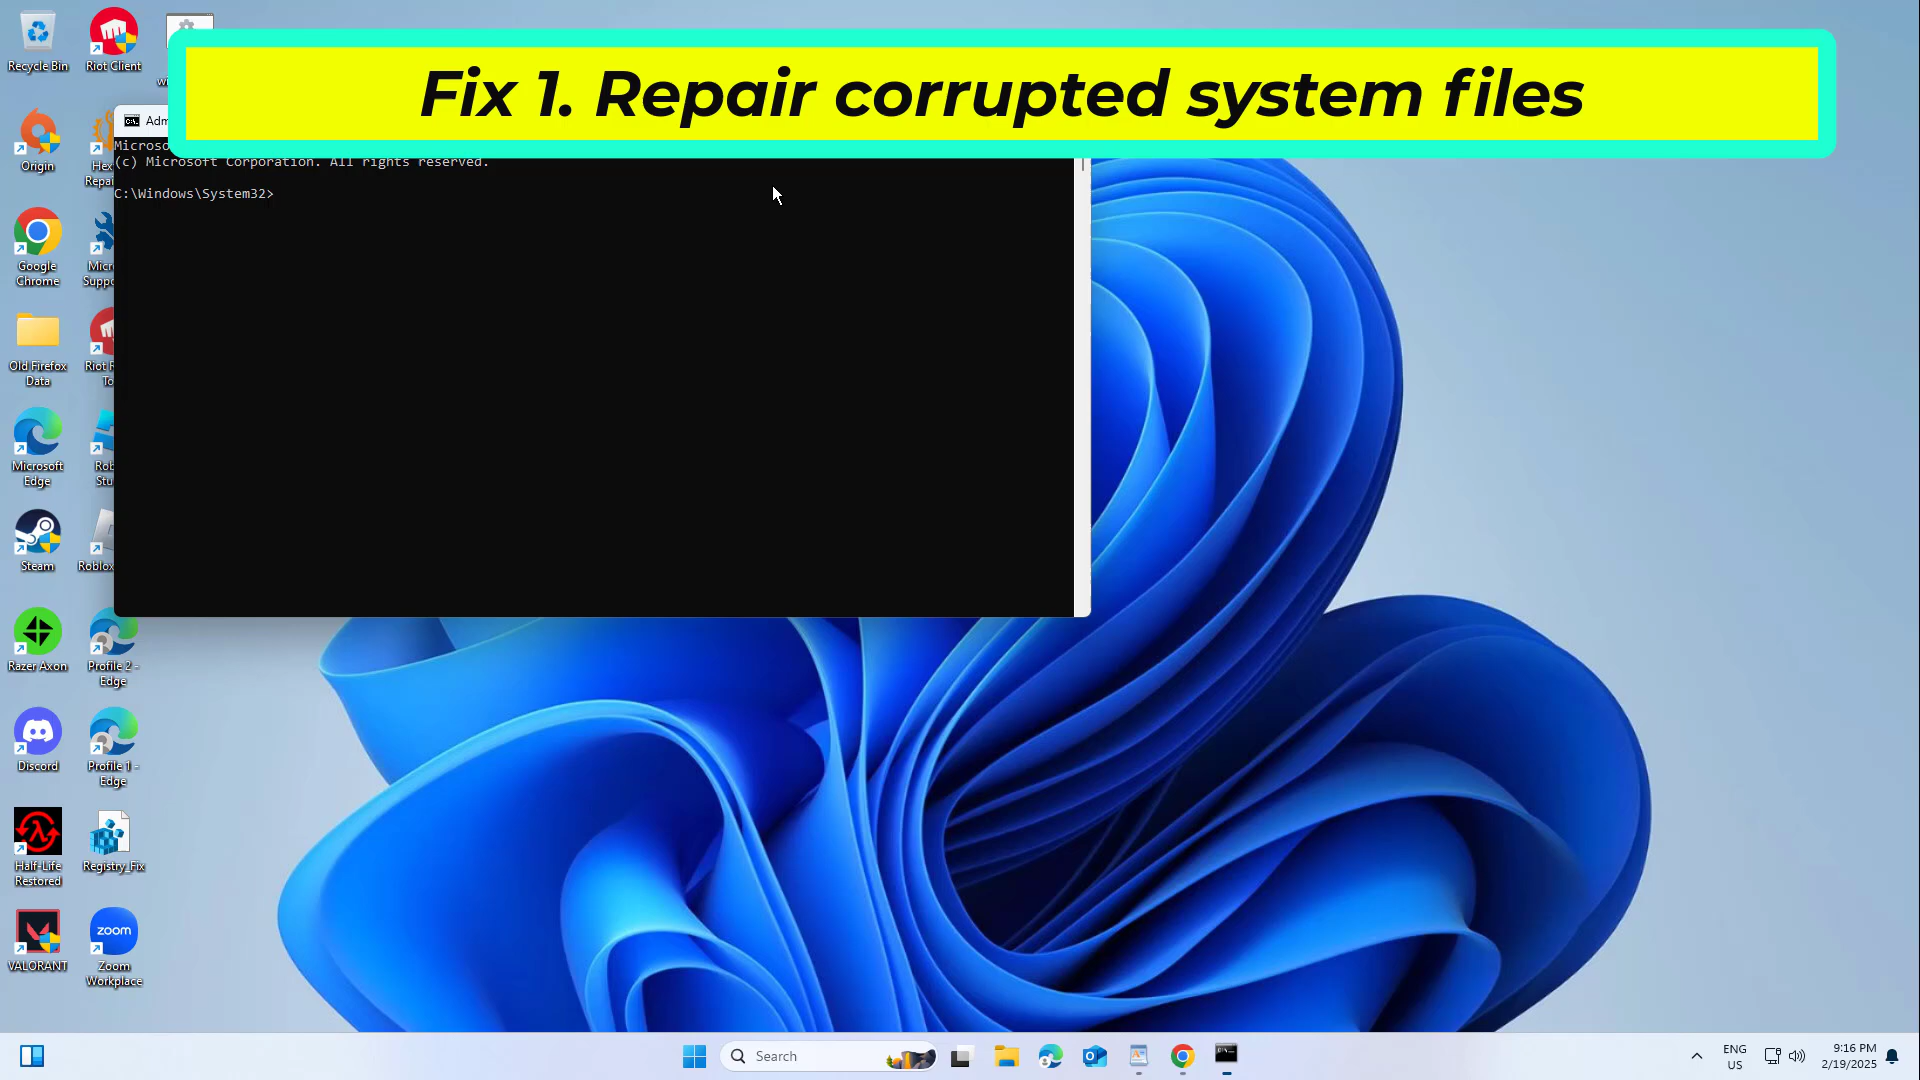 Fix 1. Repair corrupted system files
Recycle Bin
Riot Client
Origin
Google
Chrome
Old Firefox
Data
Microsoft
Edge
Steam
Razer Axon
Profile 2 -
Edge
Discord
Profile 1 -
Edge
Half-Life
Restored
Registry_Fix
VALORANT
zoom
Zoom
Workplace
(c) Microsoft Corporation. All rights reserved.
C:\Windows\System32>
Search
ENG
US
9:16 PM
2/19/2025